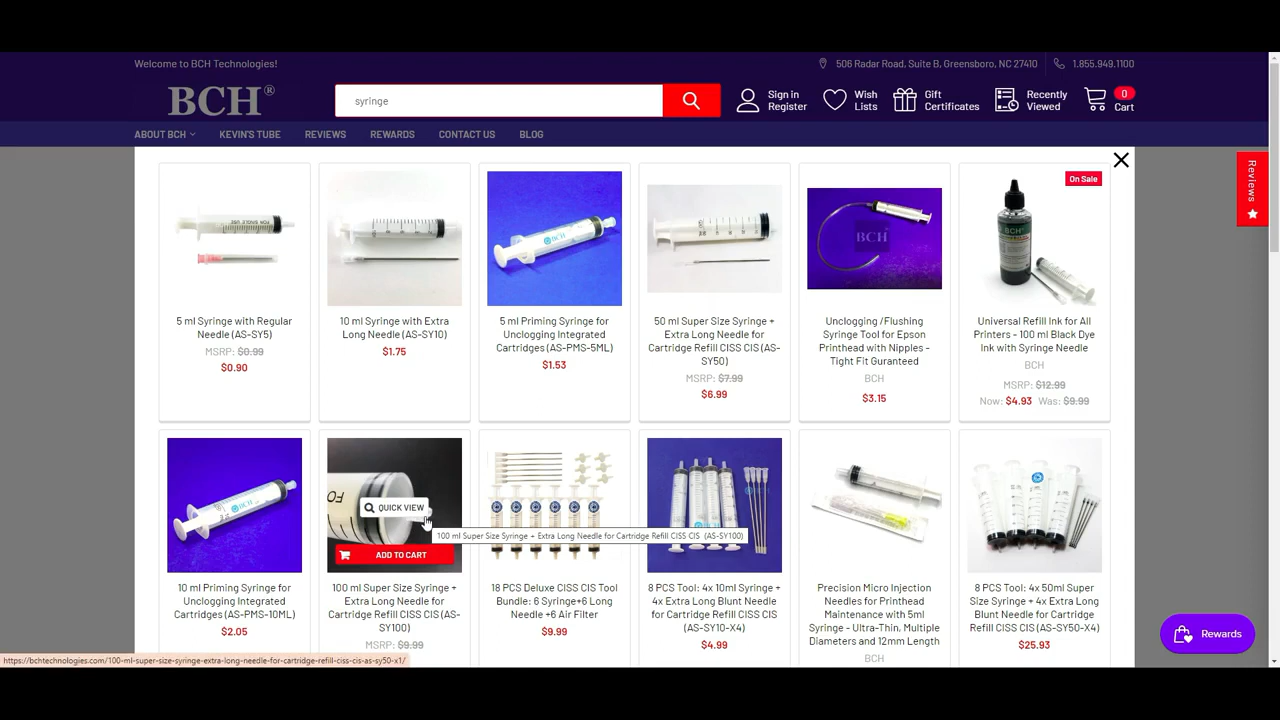 Welcome to BCH Technologies!
506 Radar Road, Suite B, Greensboro, NC 27410
1.855.949.1100
BCH®
syringe
Sign in
Register
Wish
Lists
Gift
Certificates
Recently
Viewed
0
Cart
ABOUT BCH
KEVIN'S TUBE
REVIEWS
REWARDS
CONTACT US
BLOG
Reviews
On Sale
FOR SINGLE USE
BCH
BCH
BCH
5 ml Syringe with Regular
Needle (AS-SY5)
MSRP: $0.99
$0.90
10 ml Syringe with Extra
Long Needle (AS-SY10)
$1.75
5 ml Priming Syringe for
Unclogging Integrated
Cartridges (AS-PMS-5ML)
$1.53
50 ml Super Size Syringe +
Extra Long Needle for
Cartridge Refill CISS CIS (AS-
SY50)
MSRP: $7.99
$6.99
Unclogging /Flushing
Syringe Tool for Epson
Printhead with Nipples -
Tight Fit Guranteed
BCH
$3.15
Universal Refill Ink for All
Printers - 100 ml Black Dye
Ink with Syringe Needle
BCH
MSRP: $12.99
Now: $4.93 Was: $9.99
BCH
FO
QUICK VIEW
ADD TO CART
100 ml Super Size Syringe + Extra Long Needle for Cartridge Refill CISS CIS (AS-SY100)
10 ml Priming Syringe for
Unclogging Integrated
Cartridges (AS-PMS-10ML)
$2.05
100 ml Super Size Syringe +
Extra Long Needle for
Cartridge Refill CISS CIS (AS-
SY100)
MSRP: $9.99
18 PCS Deluxe CISS CIS Tool
Bundle: 6 Syringe+6 Long
Needle +6 Air Filter
$9.99
8 PCS Tool: 4x 10ml Syringe +
4x Extra Long Blunt Needle
for Cartridge Refill CISS CIS
(AS-SY10-X4)
$4.99
Precision Micro Injection
Needles for Printhead
Maintenance with 5ml
Syringe - Ultra-Thin, Multiple
Diameters and 12mm Length
BCH
8 PCS Tool: 4x 50ml Super
Size Syringe + 4x Extra Long
Blunt Needle for Cartridge
Refill CISS CIS (AS-SY50-X4)
$25.93
Rewards
https://bchtechnologies.com/100-ml-super-size-syringe-extra-long-needle-for-cartridge-refill-ciss-cis-as-sy50-x1/